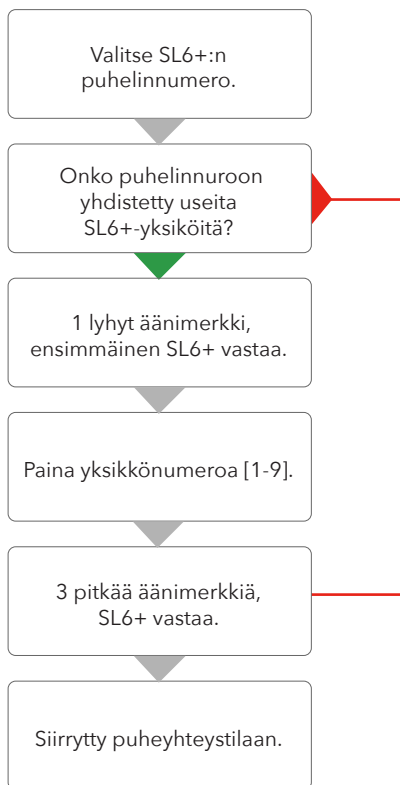 Valitse SL6+:n
puhelinnumero.
Onko puhelinnuroon
yhdistetty useita
SL6+-yksiköitä?
1 lyhyt äänimerkki,
ensimmäinen SL6+ vastaa.
Paina yksikkönumeroa [1-9].
3 pitkää äänimerkkiä,
SL6+ vastaa.
Siirrytty puheyhteystilaan.